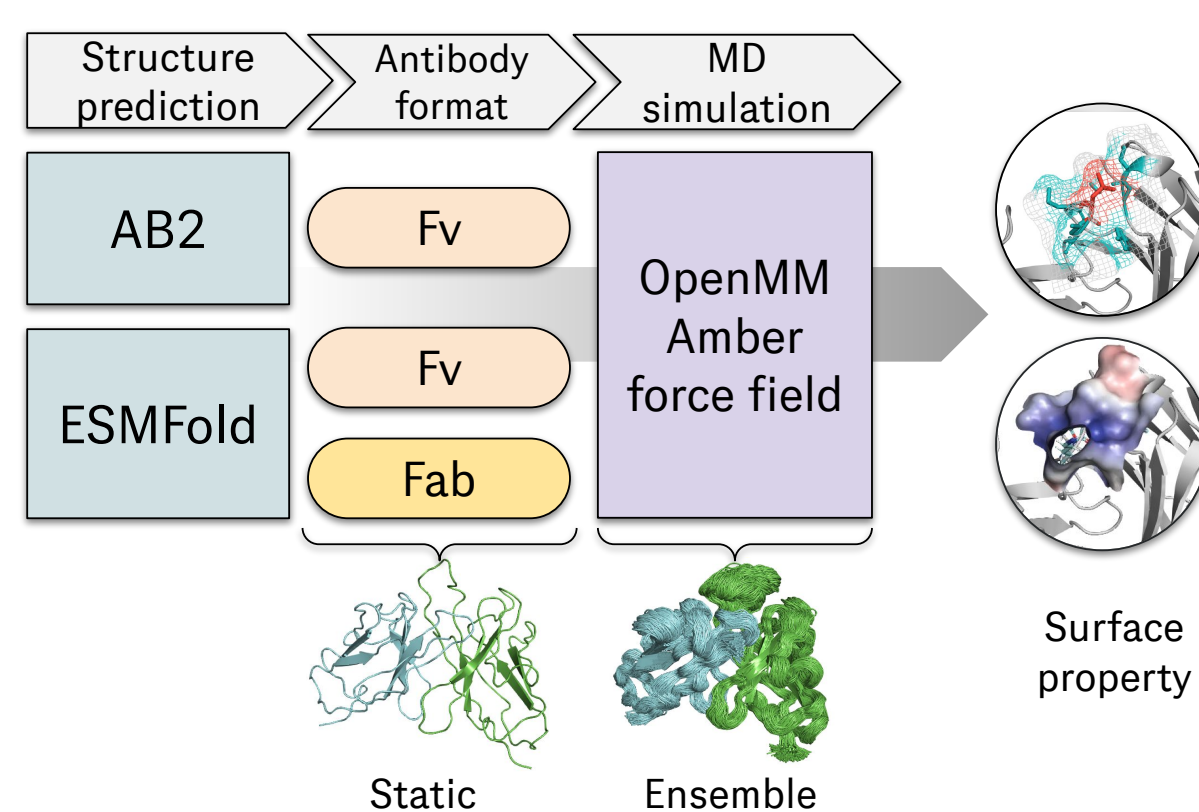 Structure
prediction
Antibody
format
MD
simulation
AB2
Fv
ESMFold
Fv
Fab
OpenMM
Amber
force field
Static
Ensemble
Surface
property